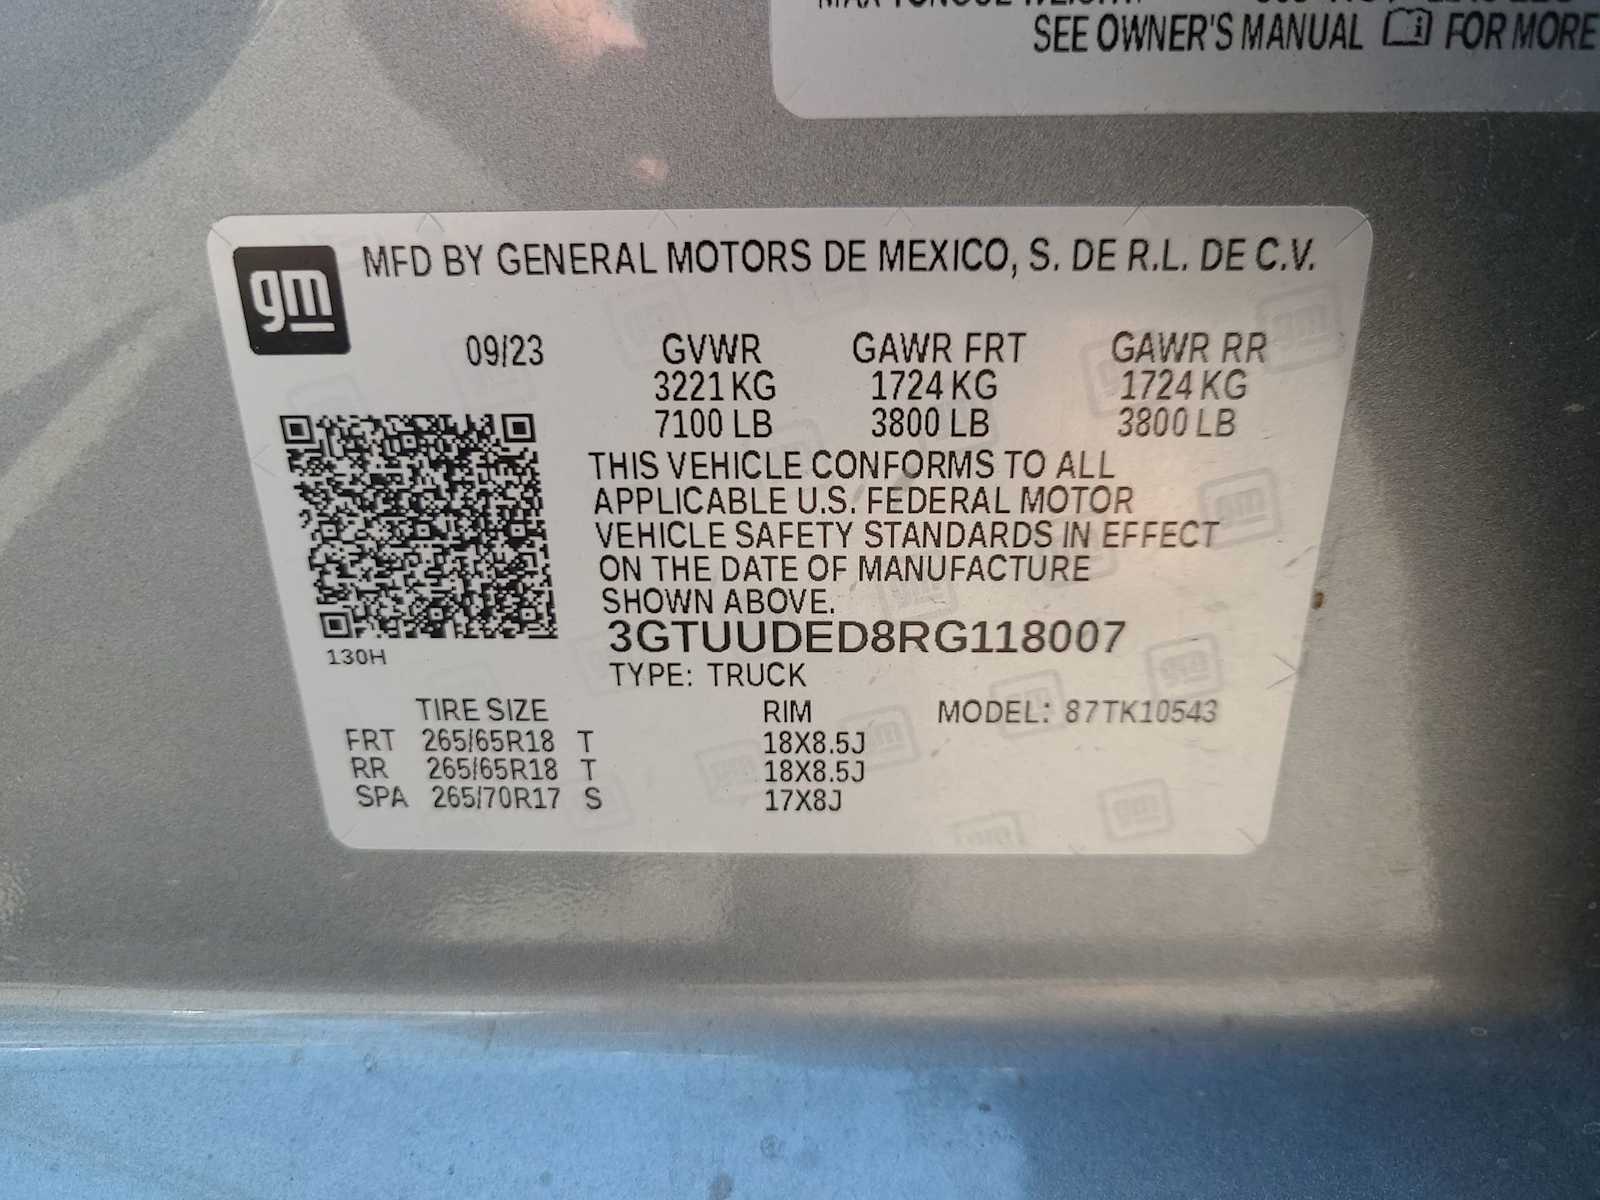 SEE OWNER'S MANUAL FOR MORE
gm
MFD BY GENERAL MOTORS DE MEXICO, S. DE R.L. DE C.V.
09/23 GVWR GAWR FRT GAWR RR
3221 KG 1724 KG 1724 KG
7100 LB 3800 LB 3800 LB
THIS VEHICLE CONFORMS TO ALL
APPLICABLE U.S. FEDERAL MOTOR
VEHICLE SAFETY STANDARDS IN EFFECT
ON THE DATE OF MANUFACTURE
SHOWN ABOVE.
3GTUUDED8RG118007
130H
TYPE: TRUCK
TIRE SIZE RIM MODEL: 87TK10543
FRT 265/65R18 T 18X8.5J
RR 265/65R18 T 18X8.5J
SPA 265/70R17 S 17X8J